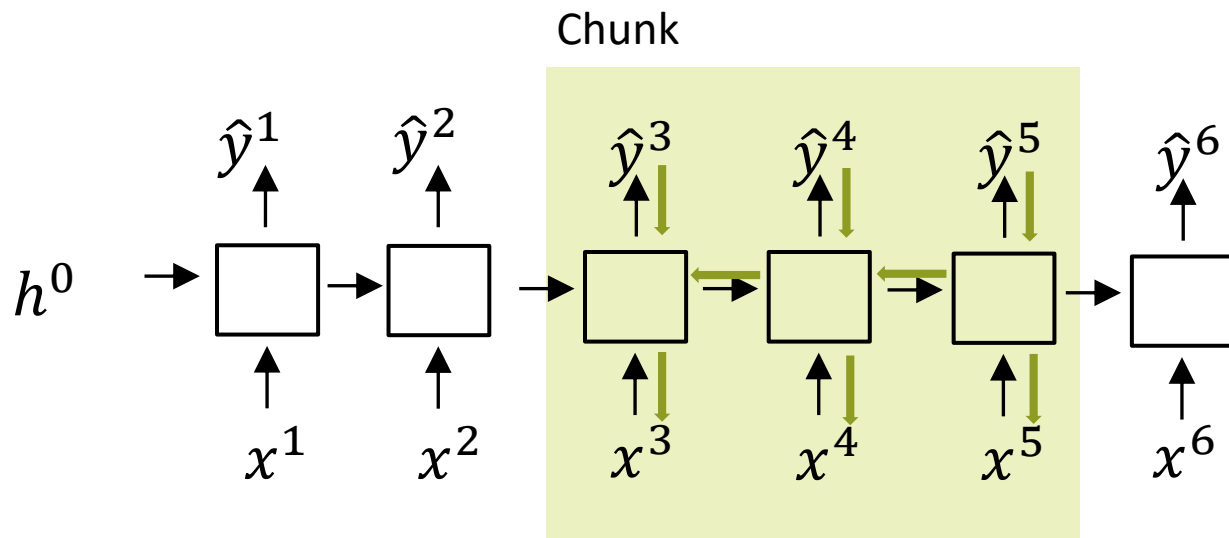 Chunk
ŷ¹ ŷ² ŷ³ ŷ⁴ ŷ⁵ ŷ⁶
h⁰
x¹ x² x³ x⁴ x⁵ x⁶